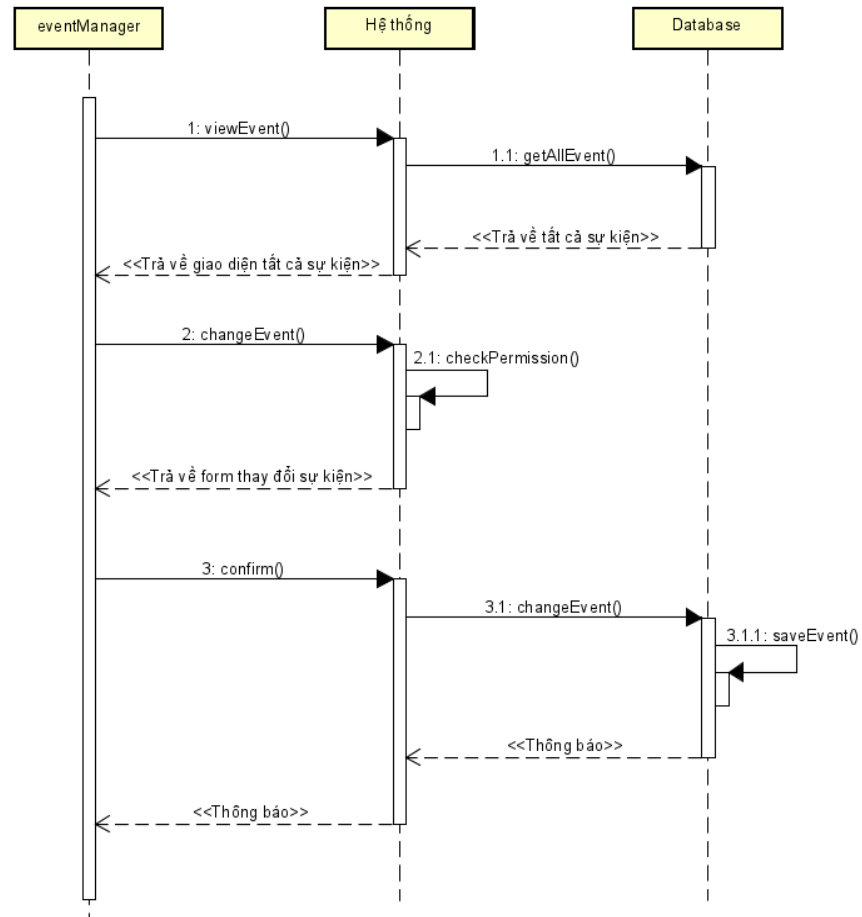 eventManager
Hệ thống
Database
1: viewEvent()
1.1: getAllEvent()
<<Trả về tất cả sự kiện>>
<<Trả về giao diện tất cả sự kiện>>
2: changeEvent()
2.1: checkPermission()
<<Trả về form thay đổi sự kiện>>
3: confirm()
3.1: changeEvent()
3.1.1: saveEvent()
<<Thông báo>>
<<Thông báo>>